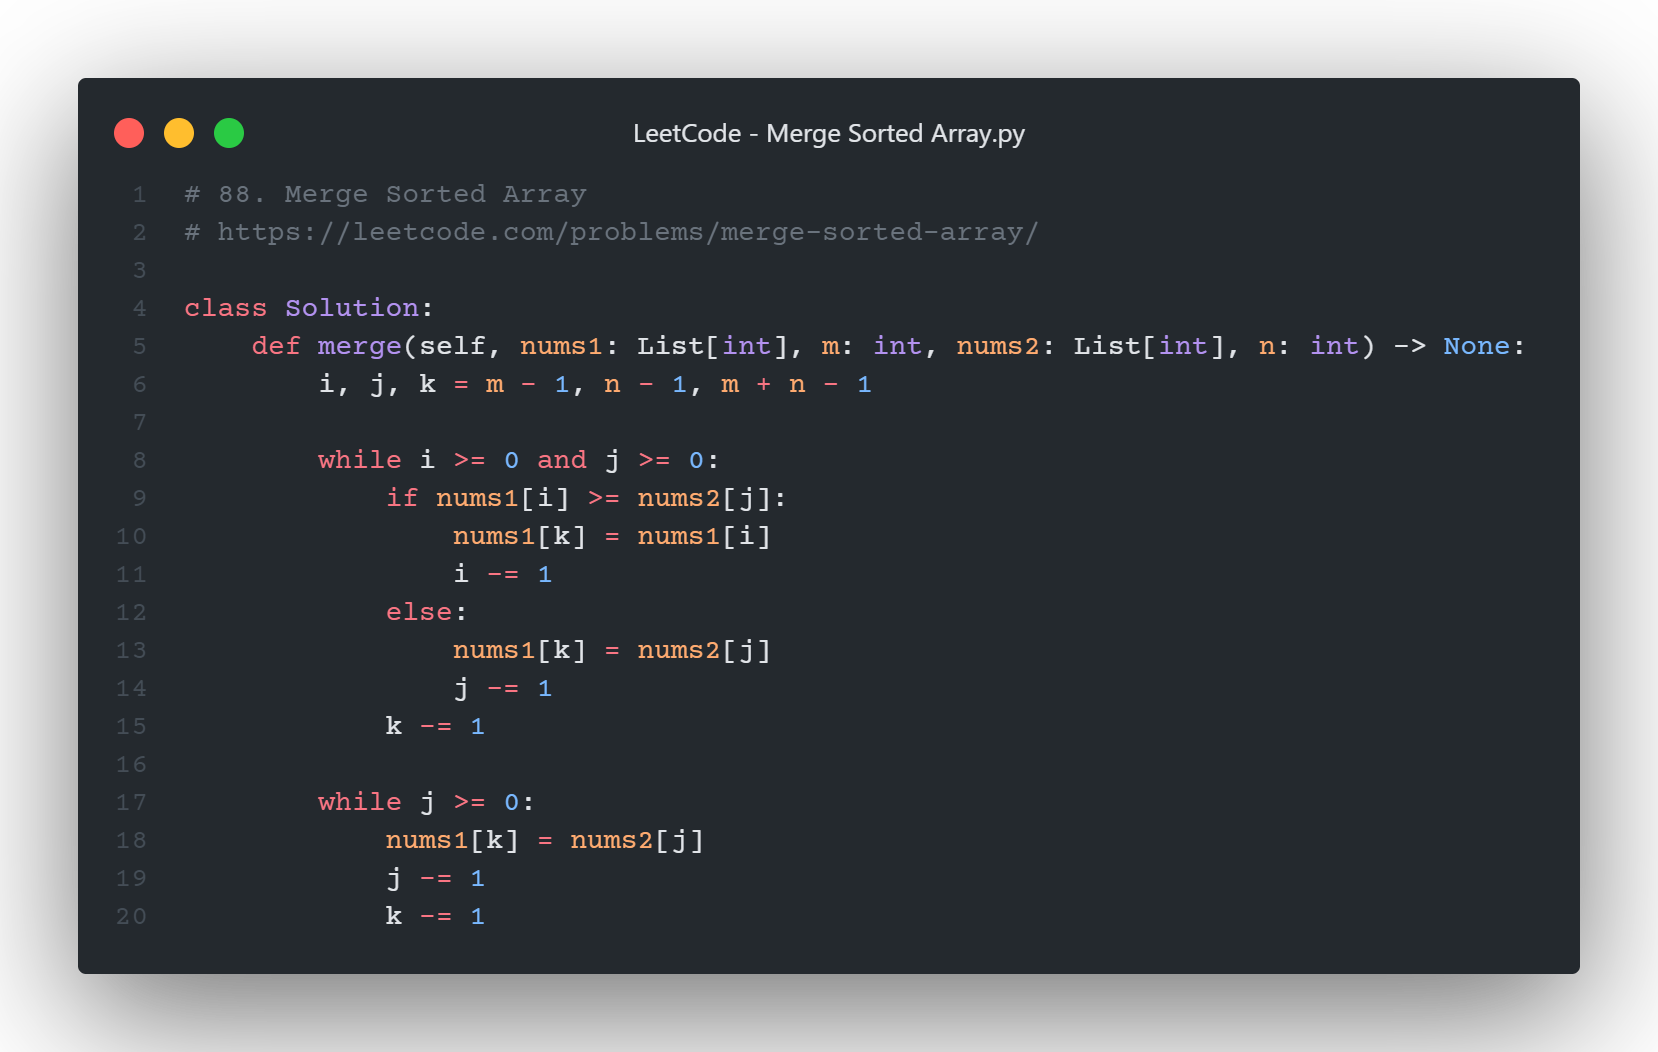 LeetCode - Merge Sorted Array.py
1 # 88. Merge Sorted Array
2 # https://leetcode.com/problems/merge-sorted-array/
3
4 class Solution:
5     def merge(self, nums1: List[int], m: int, nums2: List[int], n: int) -> None:
6         i, j, k = m - 1, n - 1, m + n - 1
7
8         while i >= 0 and j >= 0:
9             if nums1[i] >= nums2[j]:
10                 nums1[k] = nums1[i]
11                 i -= 1
12             else:
13                 nums1[k] = nums2[j]
14                 j -= 1
15             k -= 1
16
17         while j >= 0:
18             nums1[k] = nums2[j]
19             j -= 1
20             k -= 1